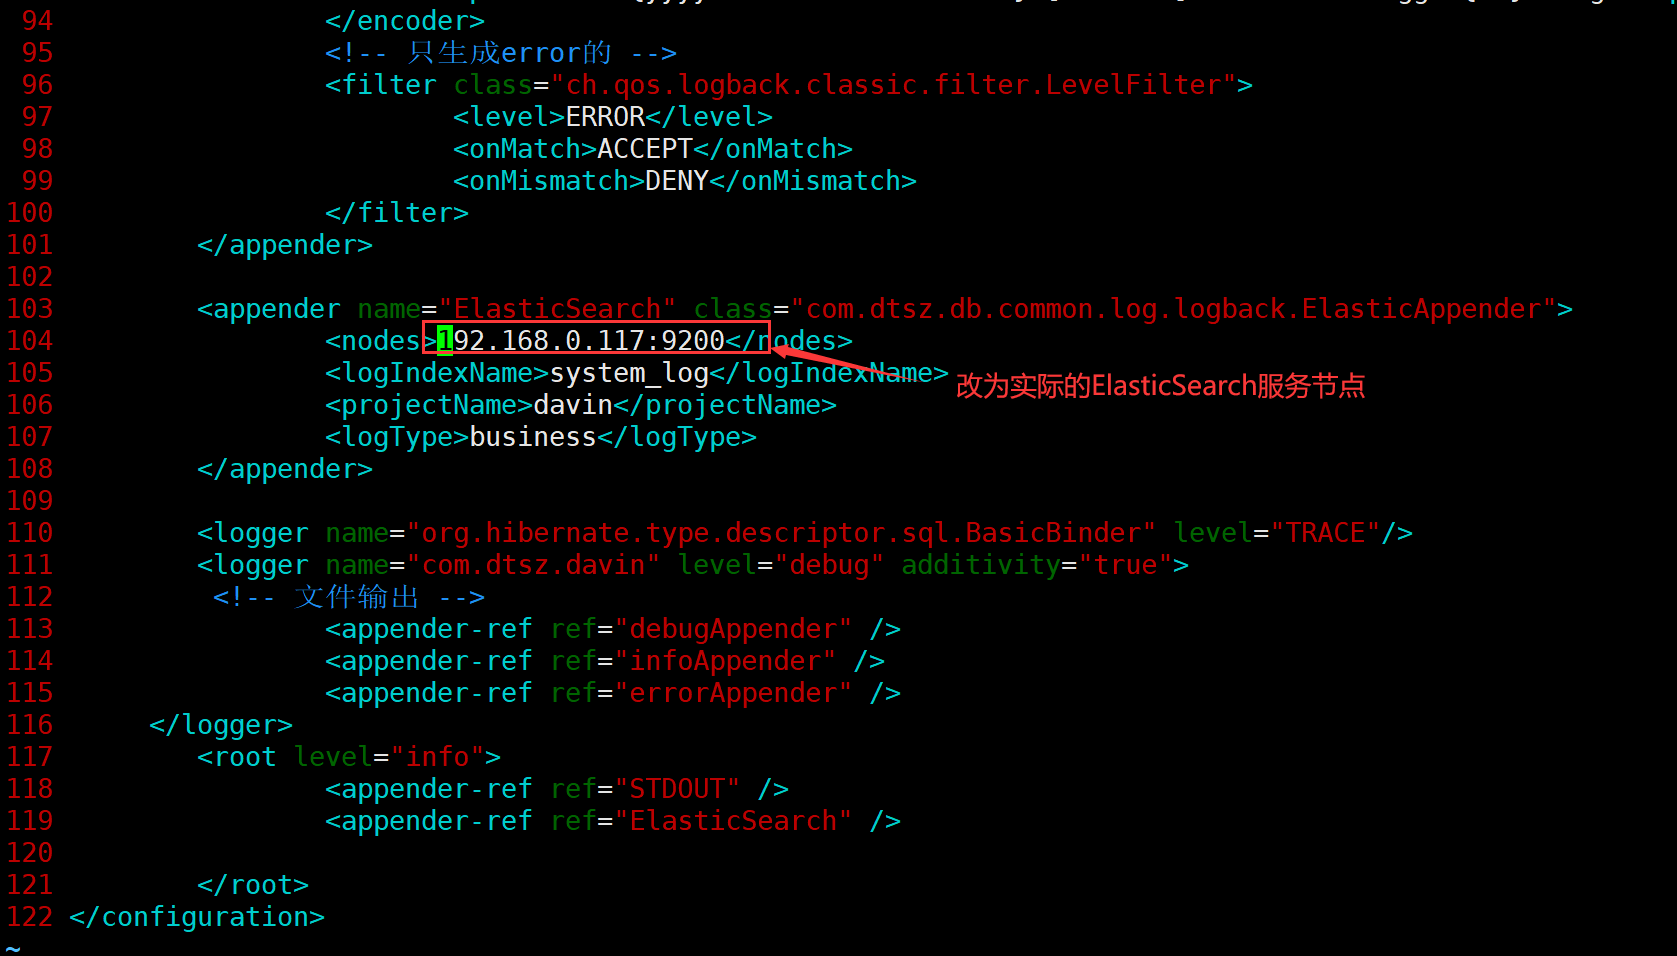 94 </encoder>
95 <!-- 只生成error的 -->
96 <filter class="ch.qos.logback.classic.filter.LevelFilter">
97 <level>ERROR</level>
98 <onMatch>ACCEPT</onMatch>
99 <onMismatch>DENY</onMismatch>
100 </filter>
101 </appender>
102
103 <appender name="ElasticSearch" class="com.dtsz.db.common.log.logback.ElasticAppender">
104 <nodes>192.168.0.117:9200</nodes>
105 <logIndexName>system_log</logIndexName>
改为实际的ElasticSearch服务节点
106 <projectName>davin</projectName>
107 <logType>business</logType>
108 </appender>
109
110 <logger name="org.hibernate.type.descriptor.sql.BasicBinder" level="TRACE"/>
111 <logger name="com.dtsz.davin" level="debug" additivity="true">
112 <!-- 文件输出 -->
113 <appender-ref ref="debugAppender" />
114 <appender-ref ref="infoAppender" />
115 <appender-ref ref="errorAppender" />
116 </logger>
117 <root level="info">
118 <appender-ref ref="STDOUT" />
119 <appender-ref ref="ElasticSearch" />
120
121 </root>
122 </configuration>
~